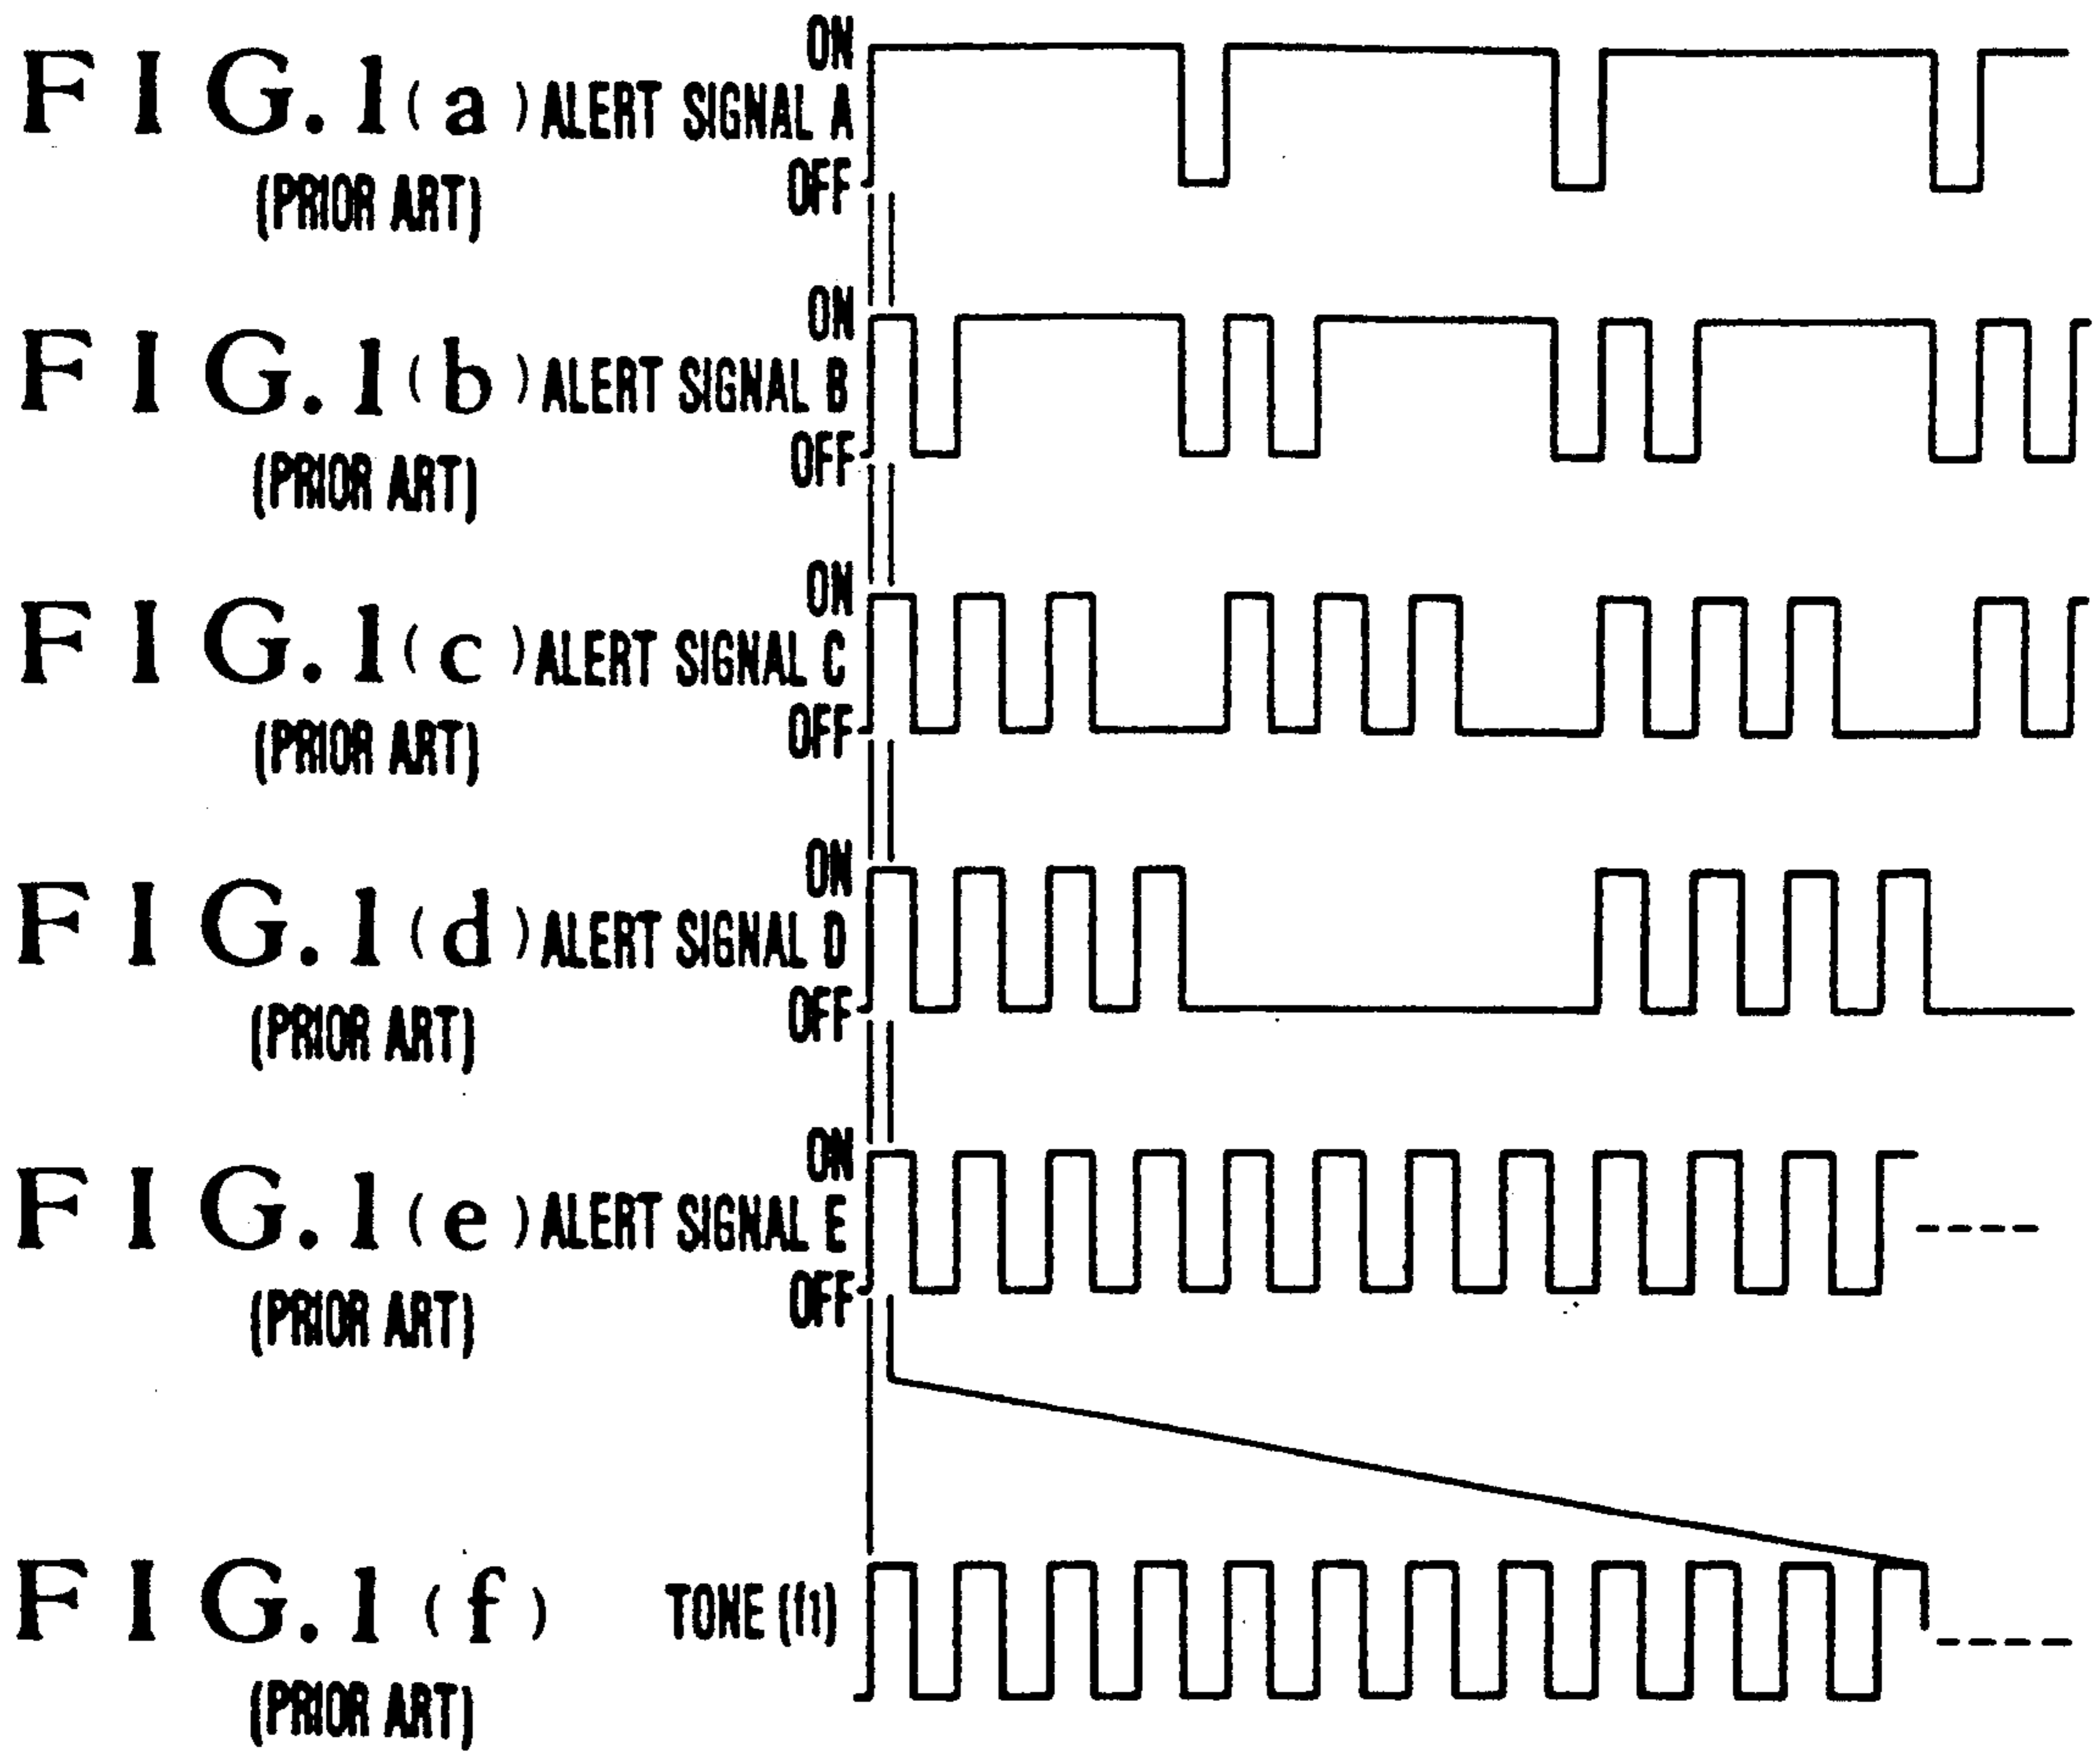 ON
FIG.1(a) ALERT SIGNAL A
OFF
(PRIOR ART)
ON
FIG.1(b) ALERT SIGNAL B
OFF
(PRIOR ART)
ON
FIG.1(c) ALERT SIGNAL C
OFF
(PRIOR ART)
ON
FIG.1(d) ALERT SIGNAL D
OFF
(PRIOR ART)
ON
FIG.1(e) ALERT SIGNAL E
OFF
(PRIOR ART)
FIG.1(f) TONE (f1)
(PRIOR ART)